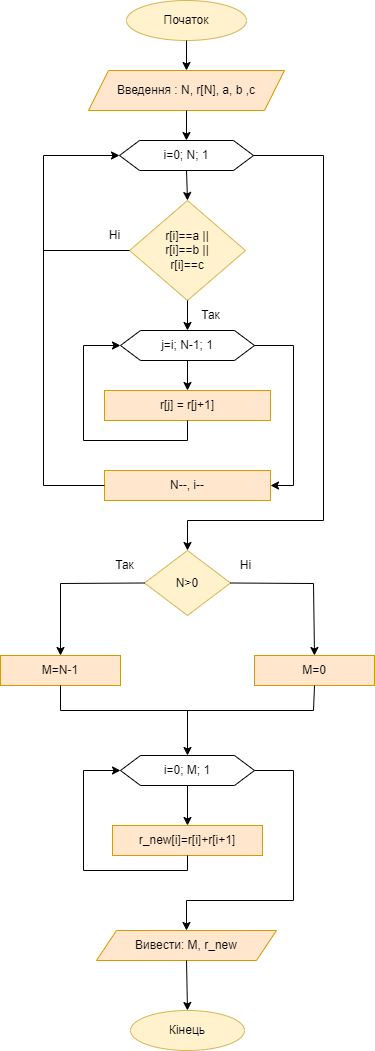 Початок
Введення : N, r[N], a, b ,c
i=0; N; 1
Ні
r[i]==a ||
r[i]==b ||
r[i]==c
Так
j=i; N-1; 1
r[j] = r[j+1]
N--, i--
Так
Ні
N>0
M=N-1
M=0
i=0; M; 1
r_new[i]=r[i]+r[i+1]
Вивести: M, r_new
Кінець